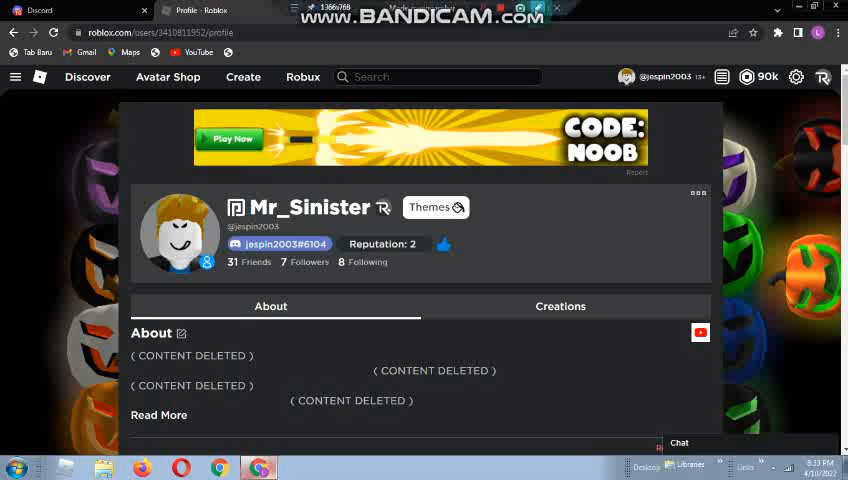 Discord
Profile - Roblox
1366x768
WWW.BANDICAM.COM
roblox.com/users/3410811952/profile
L
Tab Baru
Gmail
Maps
YouTube
Discover
Avatar Shop
Create
Robux
Search
@jespin2003 13+
90k
Play Now
CODE:
NOOB
Report
Mr_Sinister
Themes
@jespin2003
jespin2003#6104
Reputation: 2
31 Friends
7 Followers
8 Following
About
Creations
About
( CONTENT DELETED )
( CONTENT DELETED )
( CONTENT DELETED )
( CONTENT DELETED )
Read More
Chat
Desktop
Libraries
Links
8:33 PM
4/10/2022